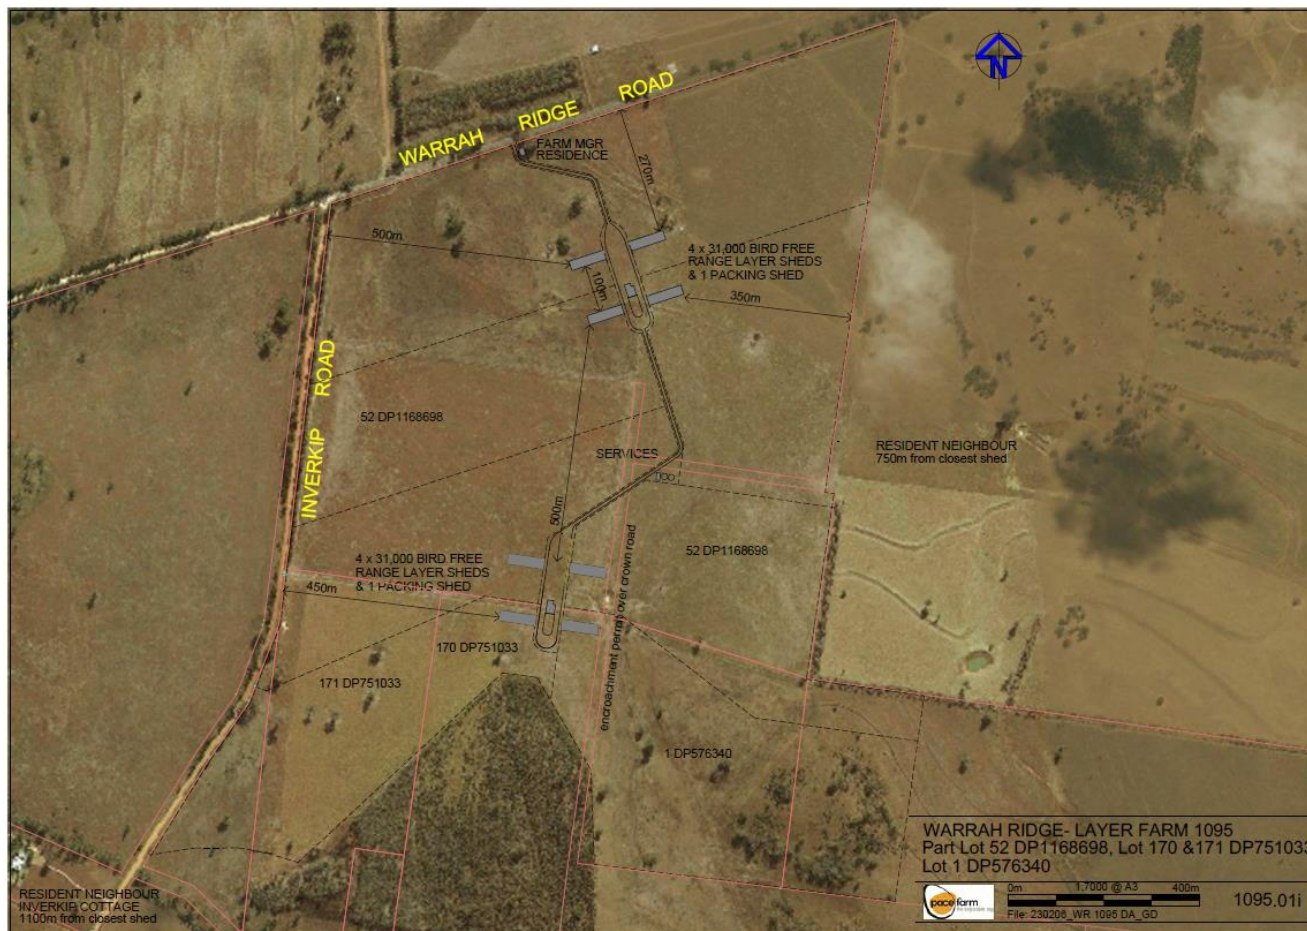 N
WARRAH RIDGE ROAD
FARM MGR
RESIDENCE
270m
500m
4 x 31,000 BIRD FREE
RANGE LAYER SHEDS
& 1 PACKING SHED
100m
350m
INVERKIP ROAD
52 DP1168698
RESIDENT NEIGHBOUR
750m from closest shed
SERVICES
500m
52 DP1168698
4 x 31,000 BIRD FREE
RANGE LAYER SHEDS
& 1 PACKING SHED
450m
encroachment permit over crown road
170 DP751033
171 DP751033
1 DP576340
WARRAH RIDGE- LAYER FARM 1095
Part Lot 52 DP1168698, Lot 170 &171 DP751033
Lot 1 DP576340
pace farm
0m 1:7000 @ A3 400m
1095.01i
File: 230206_WR 1095 DA_GD
RESIDENT NEIGHBOUR
INVERKIP COTTAGE
1100m from closest shed